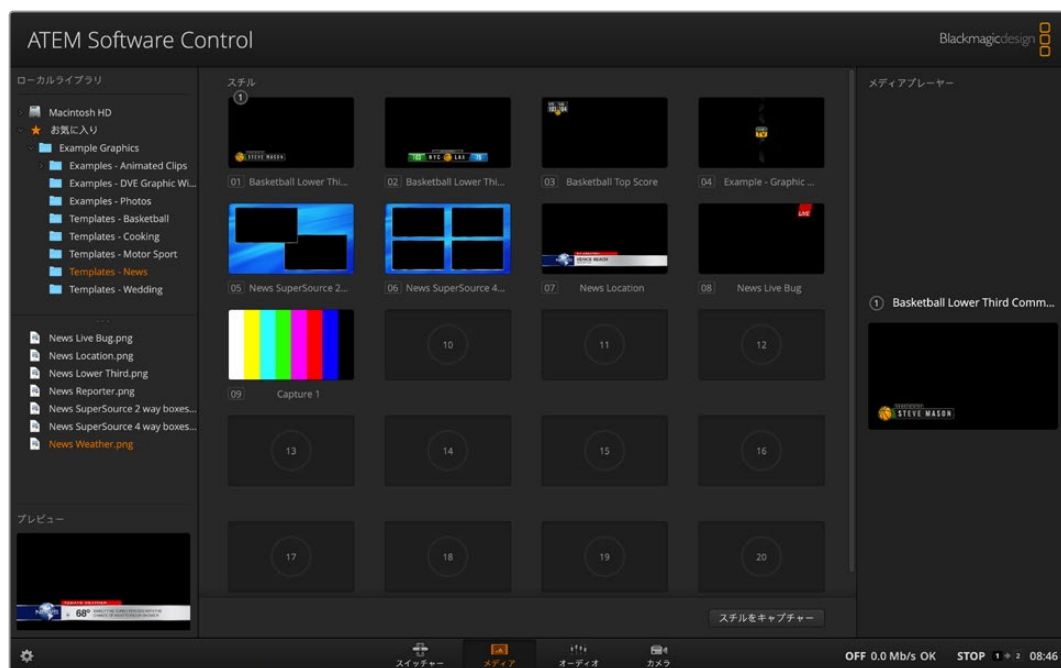 ATEM Software Control
Blackmagicdesign
ローカルライブラリ
Macintosh HD
お気に入り
Example Graphics
Examples - Animated Clips
Examples - DVE Graphic Wi...
Examples - Photos
Templates - Basketball
Templates - Cooking
Templates - Motor Sport
Templates - News
Templates - Wedding
News Live Bug.png
News Location.png
News Lower Third.png
News Reporter.png
News SuperSource 2 way boxes...
News SuperSource 4 way boxes...
News Weather.png
プレビュー
68°
スチル
1
STEVE MASON
103 NYC LAX 78
TV
01 Basketball Lower Thi...
02 Basketball Lower Thi...
03 Basketball Top Score
04 Example - Graphic ...
VENICE BEACH
LIVE
05 News SuperSource 2...
06 News SuperSource 4...
07 News Location
08 News Live Bug
09 Capture 1
10
11
12
13
14
15
16
17
18
19
20
スチルをキャプチャー
メディアプレーヤー
1 Basketball Lower Third Comm...
STEVE MASON
スイッチャー
メディア
オーディオ
カメラ
OFF 0.0 Mb/s OK
STOP 1 2 08:46